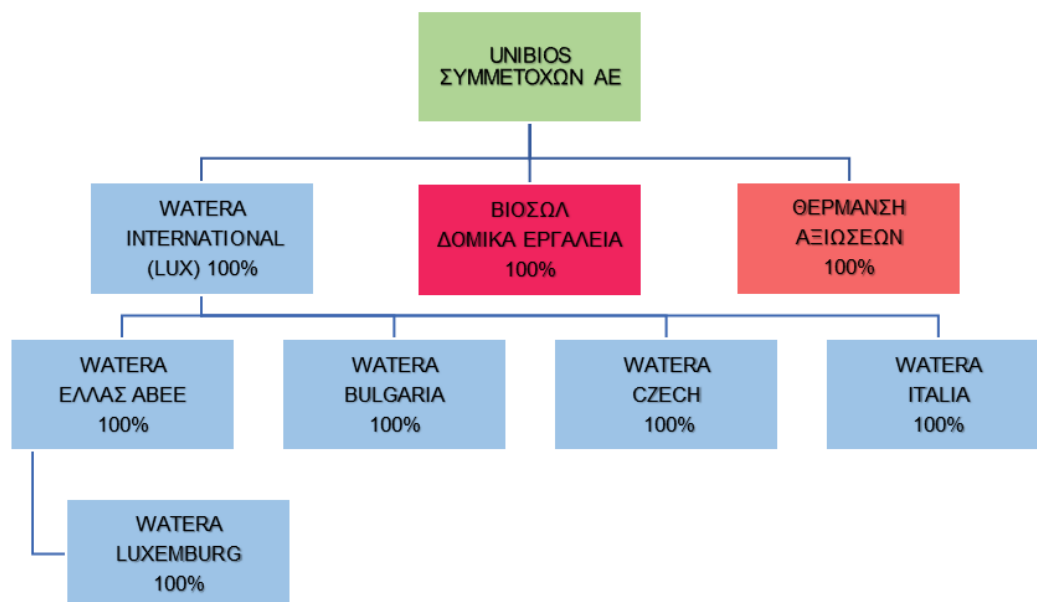 UNIBIOS
ΣΥΜΜΕΤΟΧΩΝ ΑΕ
WATERA
INTERNATIONAL
(LUX) 100%
ΒΙΟΣΩΛ
ΔΟΜΙΚΑ ΕΡΓΑΛΕΙΑ
100%
ΘΕΡΜΑΝΣΗ
ΑΞΙΩΣΕΩΝ
100%
WATERA
ΕΛΛΑΣ ΑΒΕΕ
100%
WATERA
BULGARIA
100%
WATERA
CZECH
100%
WATERA
ITALIA
100%
WATERA
LUXEMBURG
100%